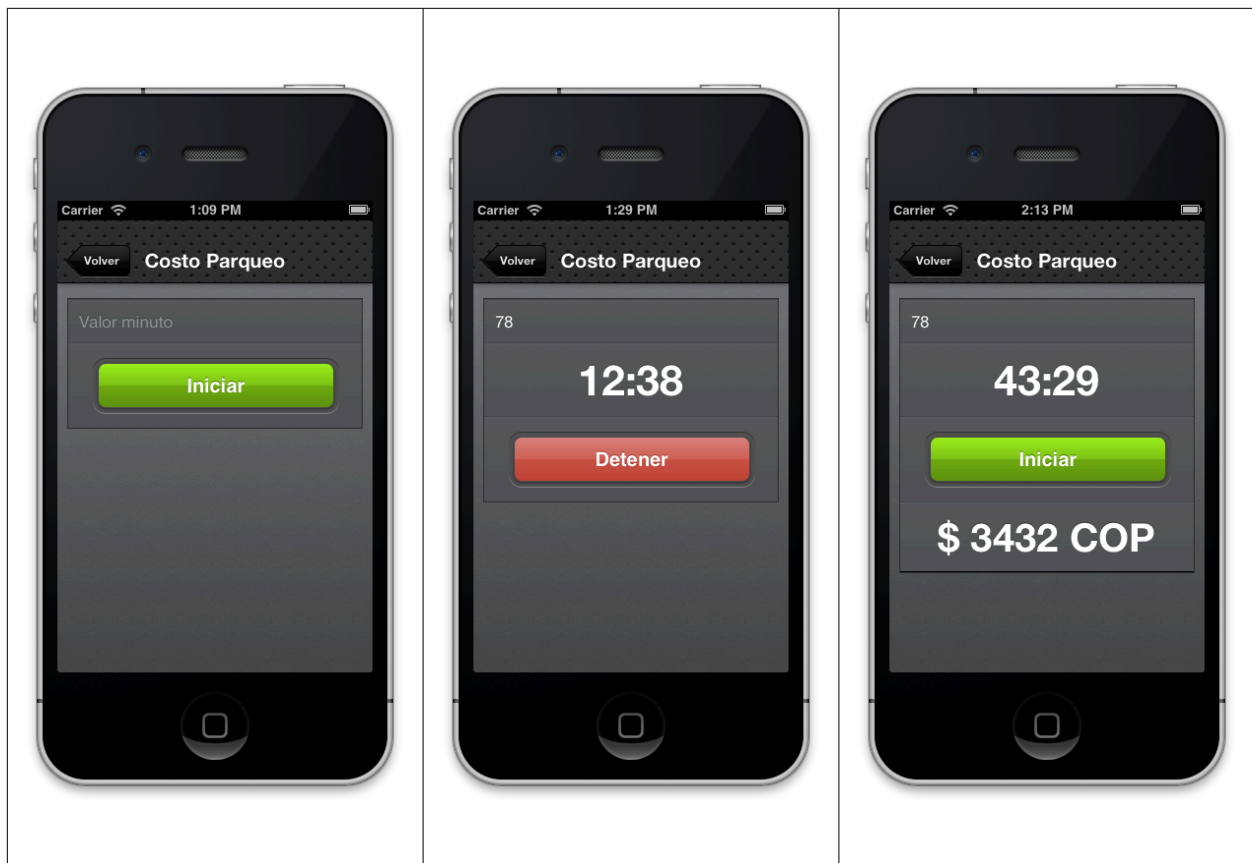 Carrier 1:09 PM
Volver Costo Parqueo
Valor minuto
Iniciar
Carrier 1:29 PM
Volver Costo Parqueo
78
12:38
Detener
Carrier 2:13 PM
Volver Costo Parqueo
78
43:29
Iniciar
$ 3432 COP